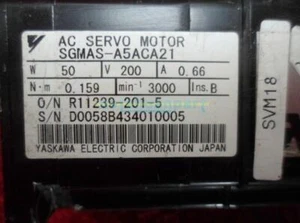 AC SERVO MOTOR
SGMAS-A5ACA21
W 50 V 200 A 0.66
N·m 0.159 min⁻¹ 3000 Ins. B
O/N R11239-201-5
S/N D0058B434010005
YASKAWA ELECTRIC CORPORATION JAPAN
SVM18